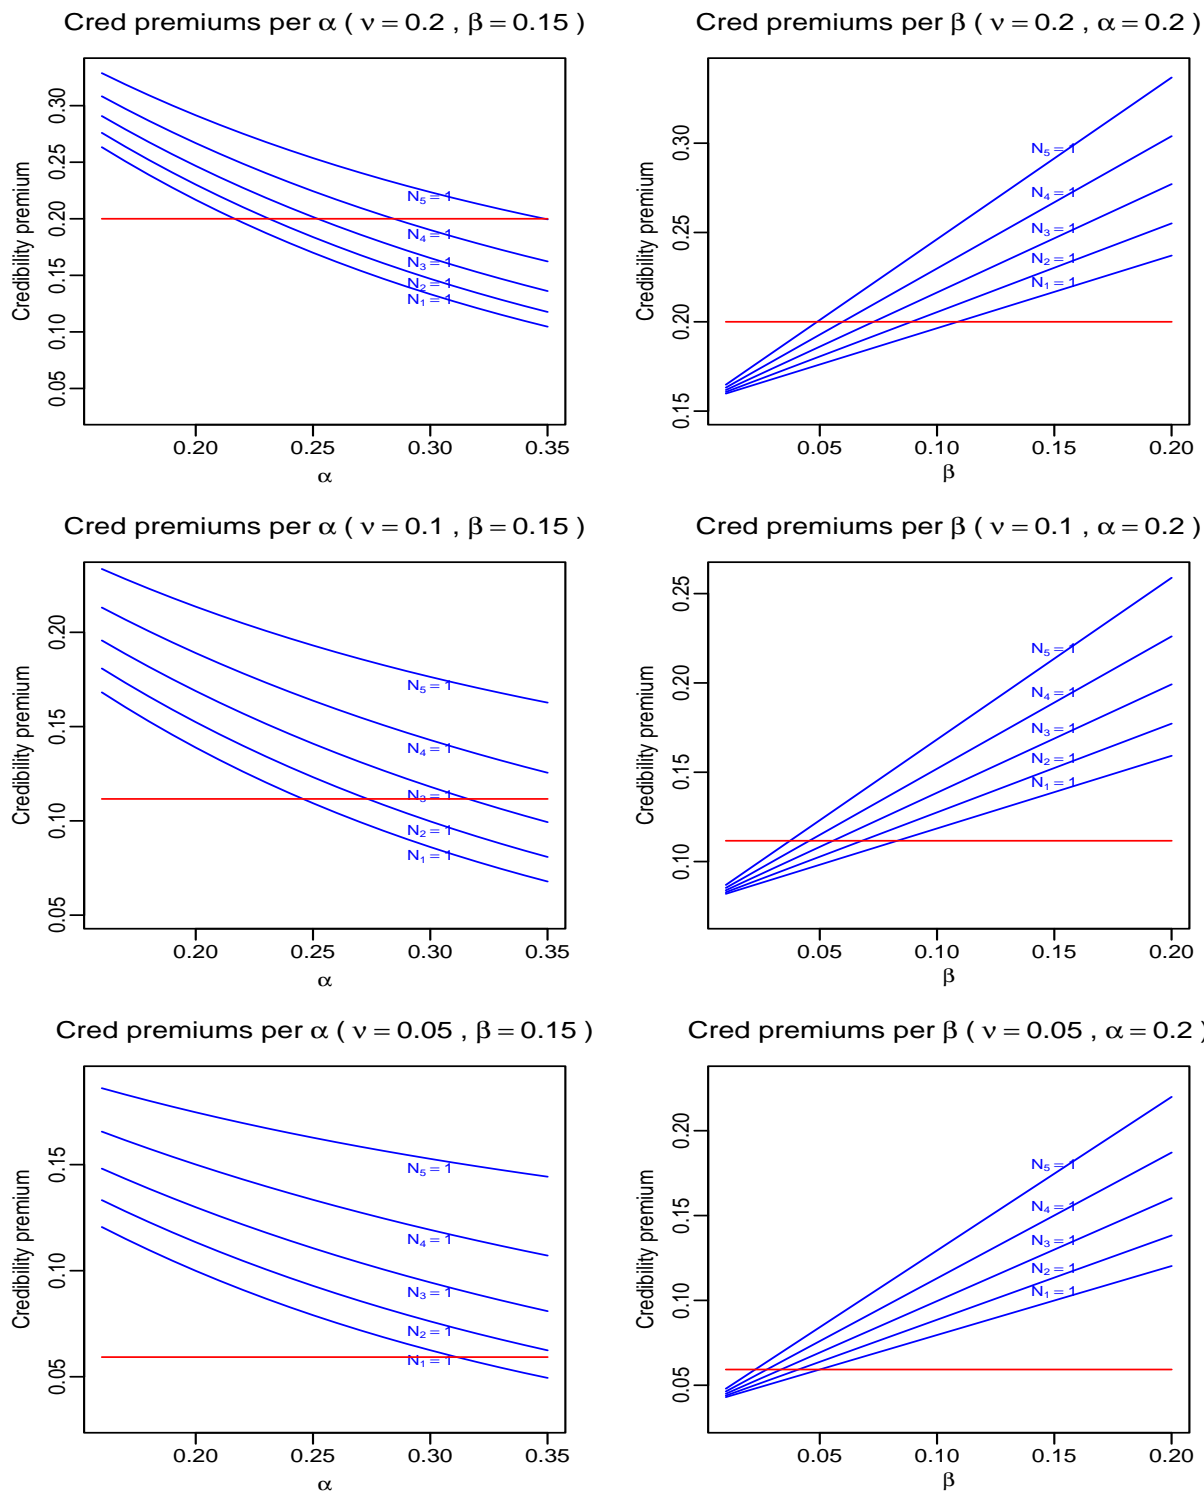 Cred premiums per α ( ν = 0.2 , β = 0.15 )
Credibility premium
0.30
0.25
0.20
0.15
0.10
0.05
N₅ = 1
N₄ = 1
N₃ = 1
N₂ = 1
N₁ = 1
0.20 0.25 0.30 0.35
α
Cred premiums per β ( ν = 0.2 , α = 0.2 )
Credibility premium
0.30
0.25
0.20
0.15
N₅ = 1
N₄ = 1
N₃ = 1
N₂ = 1
N₁ = 1
0.05 0.10 0.15 0.20
β
Cred premiums per α ( ν = 0.1 , β = 0.15 )
Credibility premium
0.20
0.15
0.10
0.05
N₅ = 1
N₄ = 1
N₃ = 1
N₂ = 1
N₁ = 1
0.20 0.25 0.30 0.35
α
Cred premiums per β ( ν = 0.1 , α = 0.2 )
Credibility premium
0.25
0.20
0.15
0.10
N₅ = 1
N₄ = 1
N₃ = 1
N₂ = 1
N₁ = 1
0.05 0.10 0.15 0.20
β
Cred premiums per α ( ν = 0.05 , β = 0.15 )
Credibility premium
0.15
0.10
0.05
N₅ = 1
N₄ = 1
N₃ = 1
N₂ = 1
N₁ = 1
0.20 0.25 0.30 0.35
α
Cred premiums per β ( ν = 0.05 , α = 0.2 )
Credibility premium
0.20
0.15
0.10
0.05
N₅ = 1
N₄ = 1
N₃ = 1
N₂ = 1
N₁ = 1
0.05 0.10 0.15 0.20
β